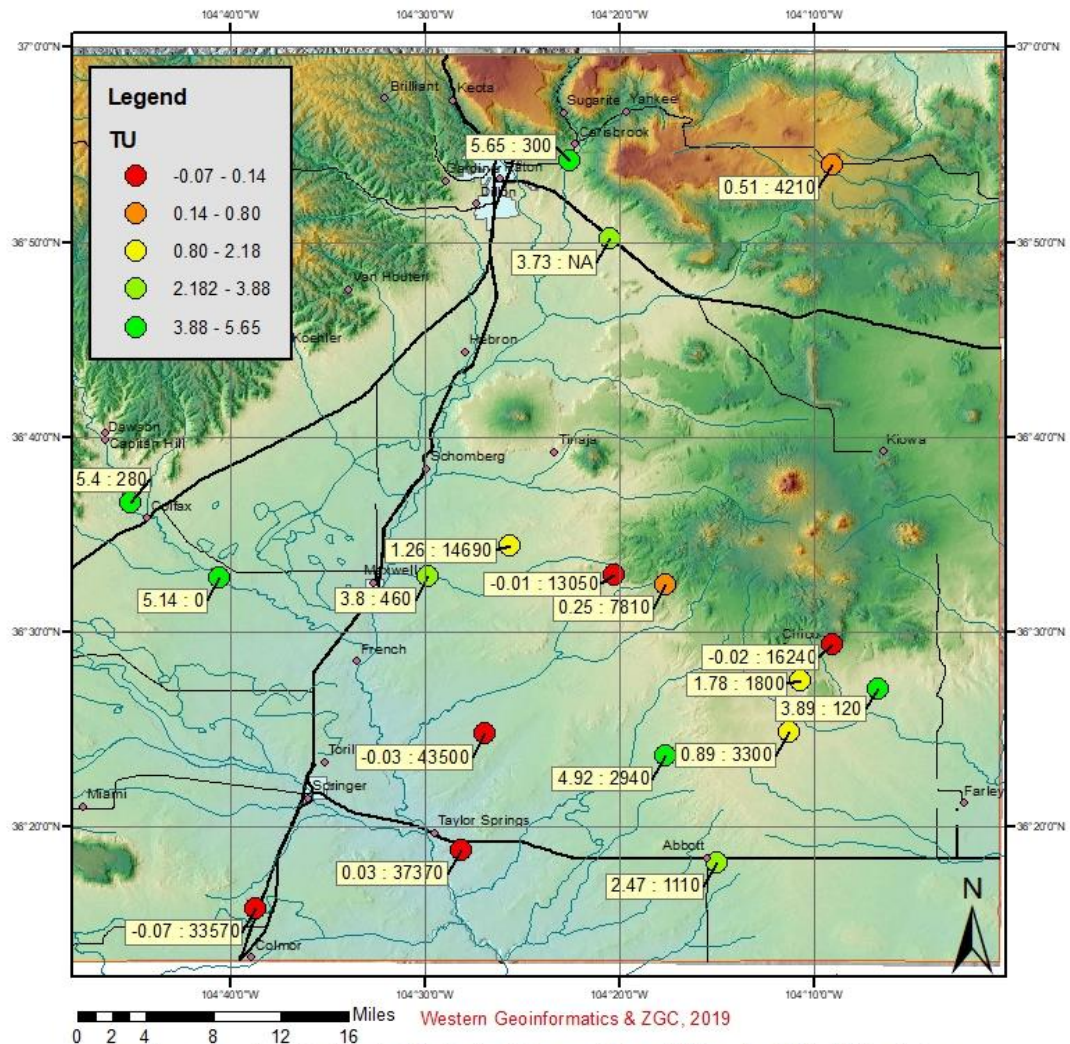 104°40'0"W 104°30'0"W 104°20'0"W 104°10'0"W
37°0'0"N 37°0'0"N
Legend
TU
-0.07 - 0.14
0.14 - 0.80
0.80 - 2.18
2.182 - 3.88
3.88 - 5.65
Brilliant
Keota
Sugarite
Yankee
Carisbrook
5.65 : 300
Gardine Raton
Dillon
0.51 : 4210
36°50'0"N 36°50'0"N
3.73 : NA
Van Houten
Koehler
Hebron
36°40'0"N 36°40'0"N
Dawson
Capitan Hill
Tinaja
Kiowa
Schomberg
5.4 : 280
Colfax
1.26 : 14690
Maxwell
-0.01 : 13050
5.14 : 0
3.8 : 460
0.25 : 7810
36°30'0"N 36°30'0"N
Chico
French
-0.02 : 16240
1.78 : 1800
3.89 : 120
-0.03 : 43500
0.89 : 3300
4.92 : 2940
Springer
Miami
Farley
36°20'0"N 36°20'0"N
Taylor Springs
Abbott
0.03 : 37370
2.47 : 1110
N
-0.07 : 33570
Colmor
104°40'0"W 104°30'0"W 104°20'0"W 104°10'0"W
Miles
Western Geoinformatics & ZGC, 2019
0 2 4 8 12 16